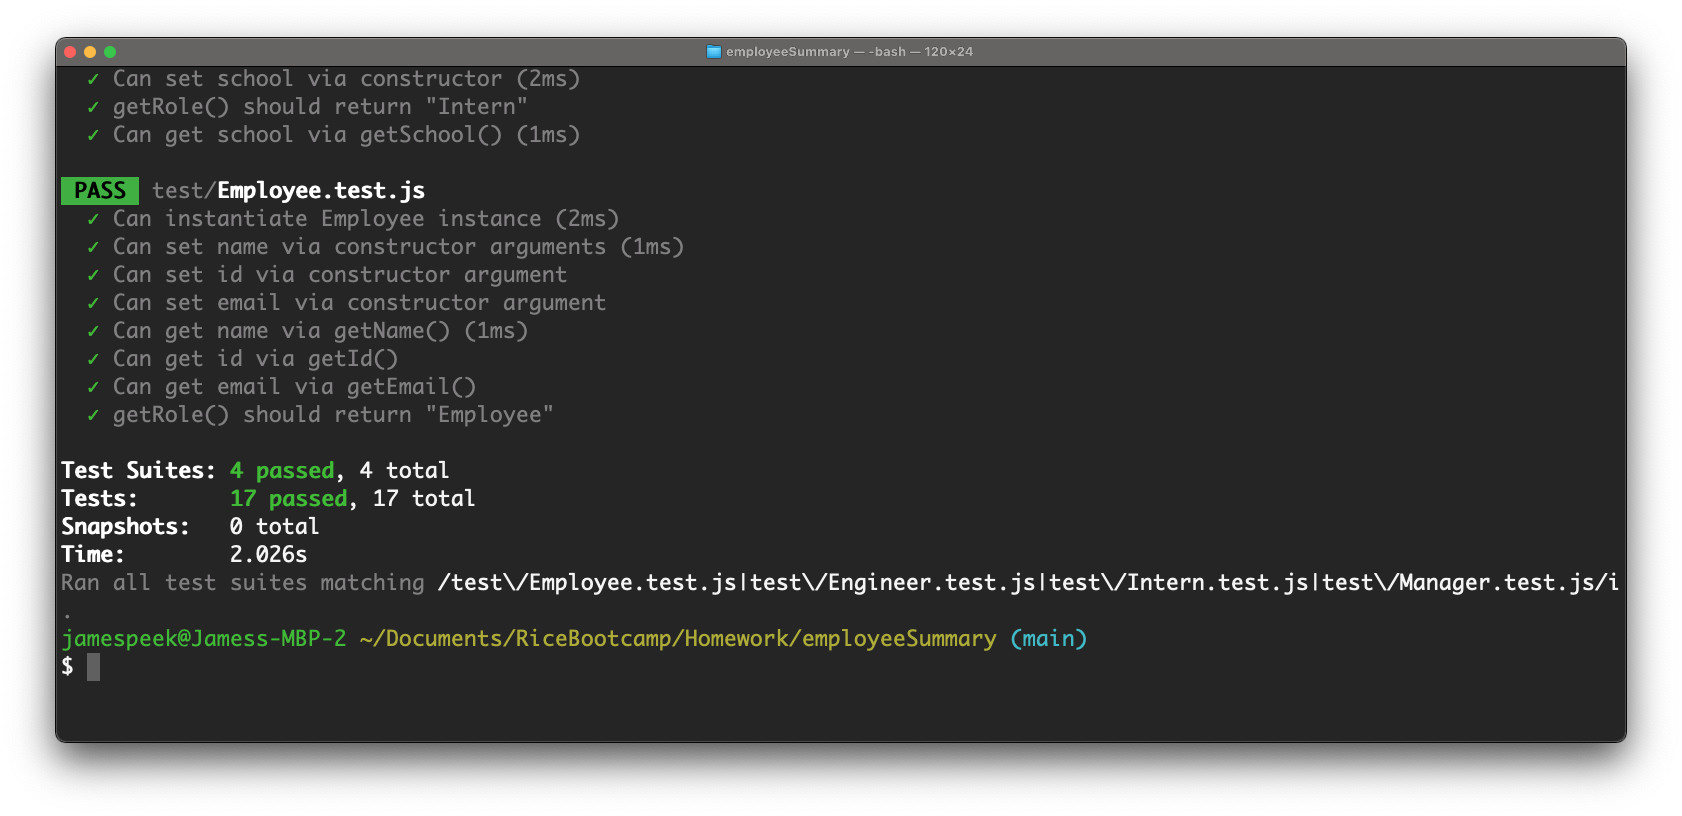 employeeSummary — -bash — 120×24
✓ Can set school via constructor (2ms)
✓ getRole() should return "Intern"
✓ Can get school via getSchool() (1ms)
PASS test/Employee.test.js
✓ Can instantiate Employee instance (2ms)
✓ Can set name via constructor arguments (1ms)
✓ Can set id via constructor argument
✓ Can set email via constructor argument
✓ Can get name via getName() (1ms)
✓ Can get id via getId()
✓ Can get email via getEmail()
✓ getRole() should return "Employee"
Test Suites: 4 passed, 4 total
Tests: 17 passed, 17 total
Snapshots: 0 total
Time: 2.026s
Ran all test suites matching /test\/Employee.test.js|test\/Engineer.test.js|test\/Intern.test.js|test\/Manager.test.js/i
.
jamespeek@Jamess-MBP-2 ~/Documents/RiceBootcamp/Homework/employeeSummary (main)
$